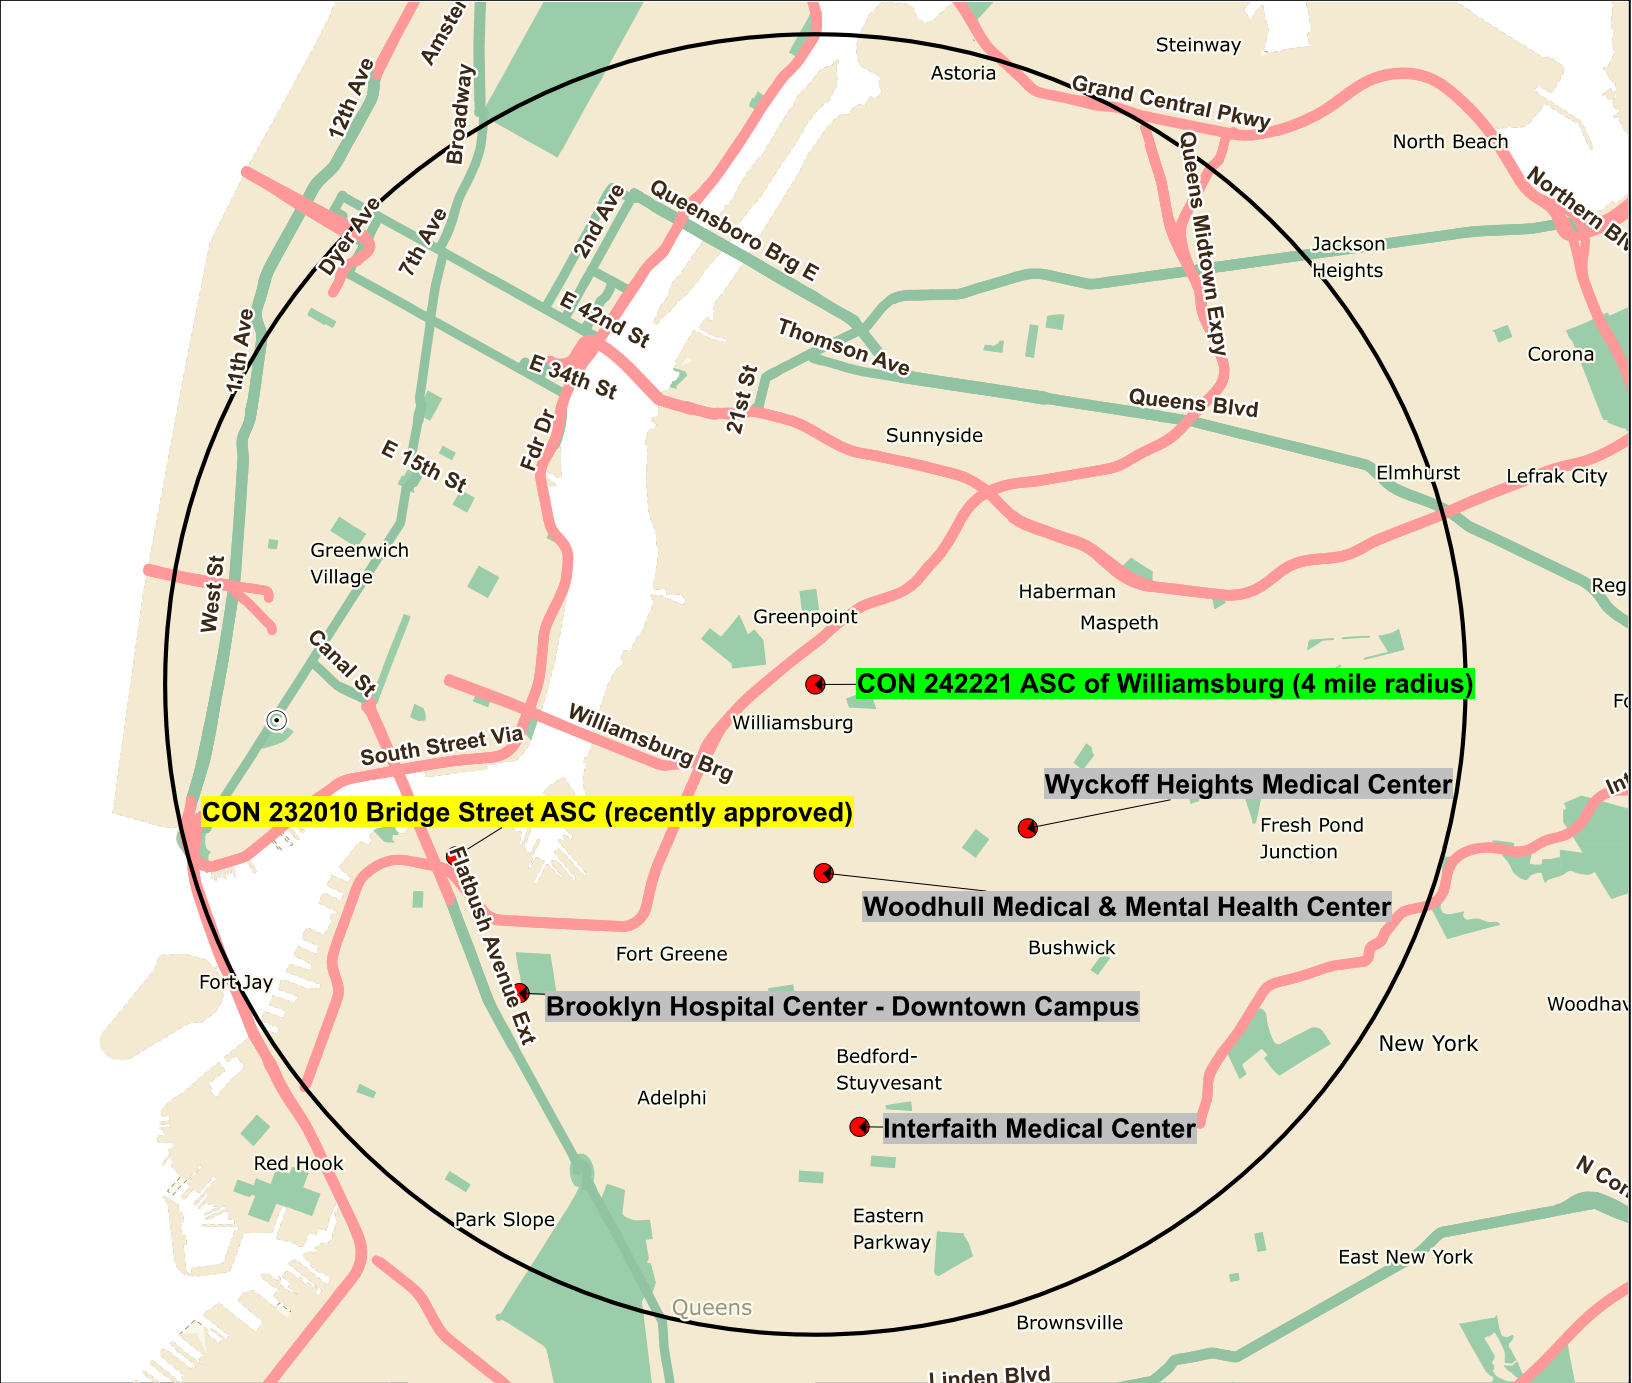 Amster
Steinway
Astoria
12th Ave
Broadway
Grand Central Pkwy
North Beach
Queens Midtown Expy
Northern Blv
Dyer Ave
7th Ave
2nd Ave
Queensboro Brg E
Jackson
Heights
E 42nd St
11th Ave
Thomson Ave
Corona
E 34th St
21st St
Queens Blvd
Fdr Dr
Sunnyside
E 15th St
Elmhurst
Lefrak City
Greenwich
Village
West St
Haberman
Reg
Greenpoint
Maspeth
Canal St
CON 242221 ASC of Williamsburg (4 mile radius)
Fo
Williamsburg
Williamsburg Brg
South Street Via
Wyckoff Heights Medical Center
Int
CON 232010 Bridge Street ASC (recently approved)
Fresh Pond
Junction
Flatbush Avenue Ext
Woodhull Medical & Mental Health Center
Fort Greene
Bushwick
Fort Jay
Brooklyn Hospital Center - Downtown Campus
Woodhav
New York
Bedford-
Stuyvesant
Adelphi
Interfaith Medical Center
Red Hook
N Con
Park Slope
Eastern
Parkway
East New York
Queens
Brownsville
Linden Blvd